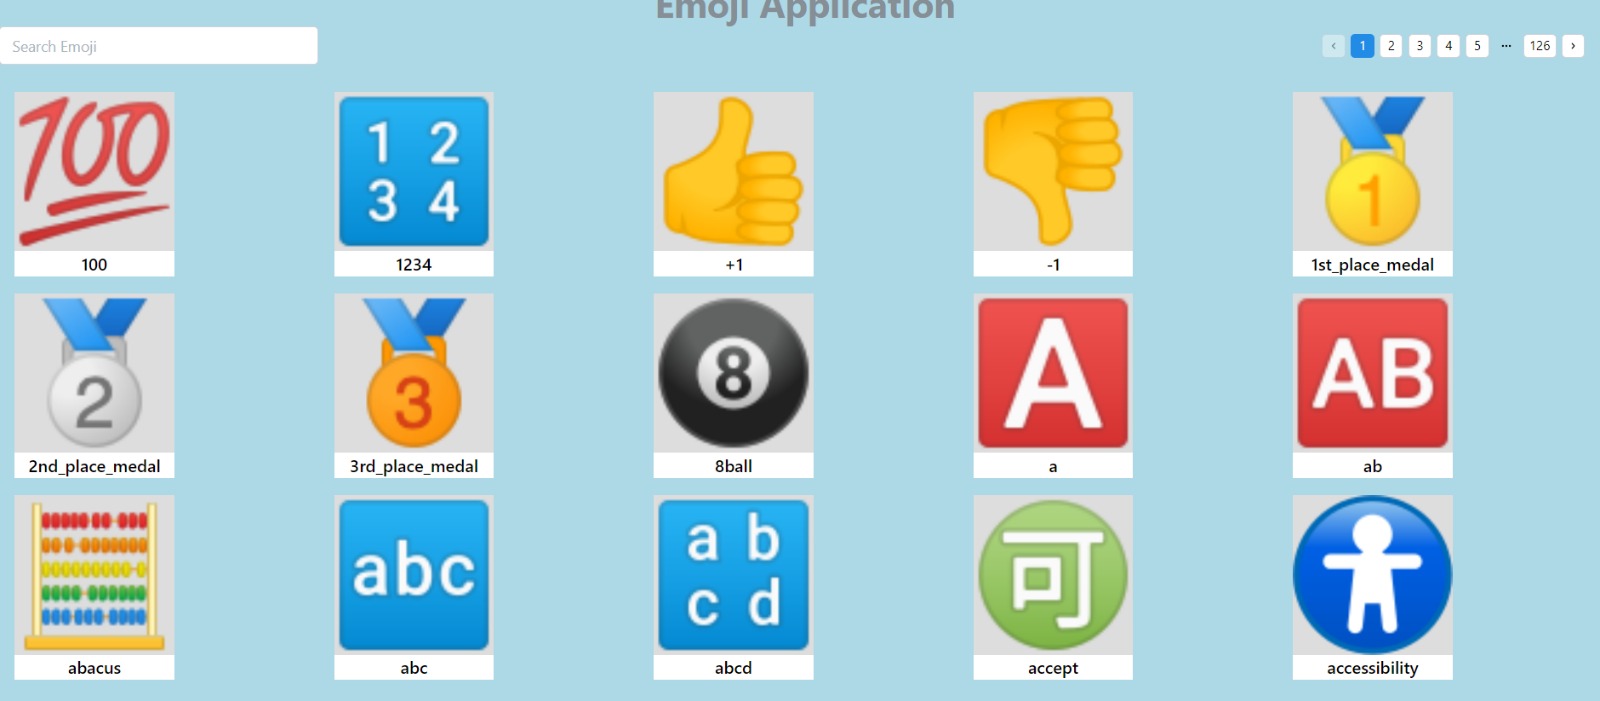 Emoji Application
Search Emoji
‹ 1 2 3 4 5 ··· 126 ›
100
1 2
3 4
1
100
1234
+1
-1
1st_place_medal
2
3
8
A
AB
2nd_place_medal
3rd_place_medal
8ball
a
ab
abc
a b
c d
可
abacus
abc
abcd
accept
accessibility